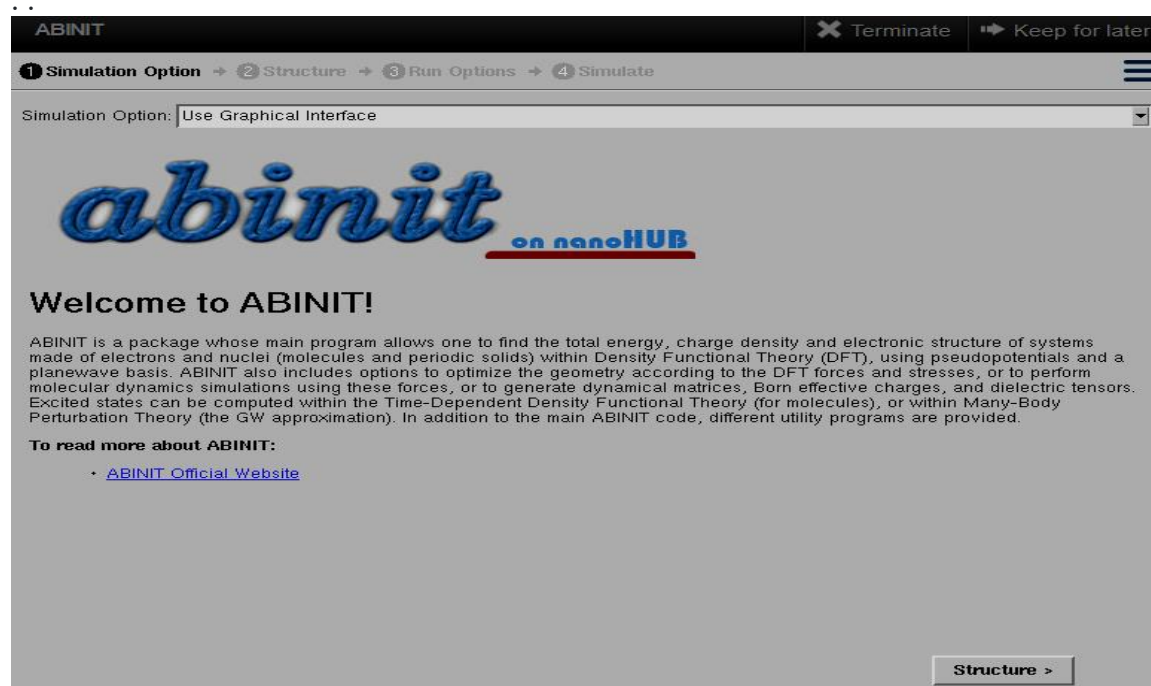 ABINIT
Terminate
Keep for later
1 Simulation Option → 2 Structure → 3 Run Options → 4 Simulate
Simulation Option: Use Graphical Interface
abinit
on nanoHUB
Welcome to ABINIT!
ABINIT is a package whose main program allows one to find the total energy, charge density and electronic structure of systems
made of electrons and nuclei (molecules and periodic solids) within Density Functional Theory (DFT), using pseudopotentials and a
planewave basis. ABINIT also includes options to optimize the geometry according to the DFT forces and stresses, or to perform
molecular dynamics simulations using these forces, or to generate dynamical matrices, Born effective charges, and dielectric tensors.
Excited states can be computed within the Time-Dependent Density Functional Theory (for molecules), or within Many-Body
Perturbation Theory (the GW approximation). In addition to the main ABINIT code, different utility programs are provided.
To read more about ABINIT:
• ABINIT Official Website
Structure >